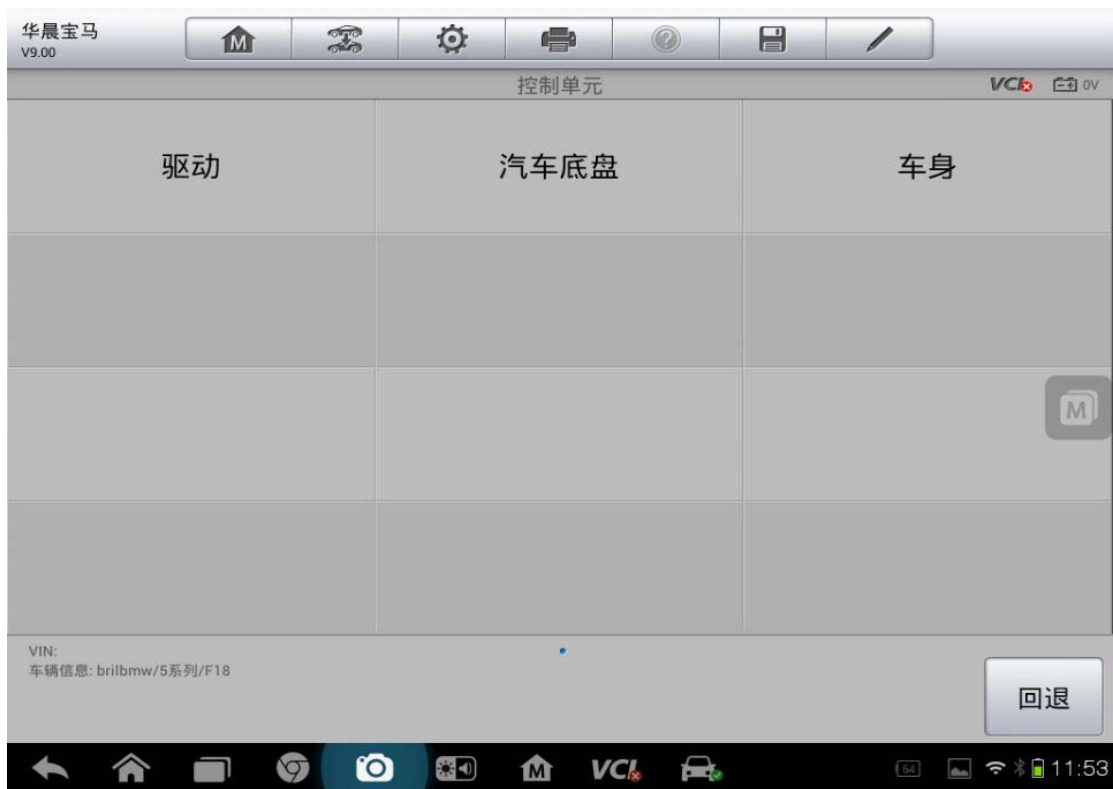 华晨宝马
V9.00
M
控制单元
VCI
0V
驱动
汽车底盘
车身
M
VIN:
车辆信息: brilbmw/5系列/F18
回退
M
VCI
54
11:53